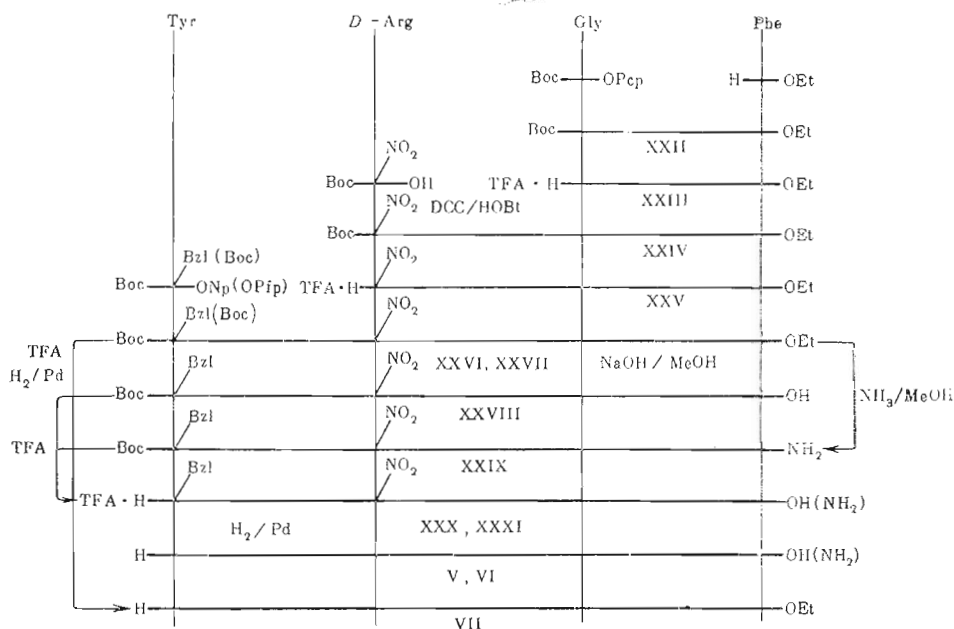 Tyr D-Arg Gly Phe
Boc OPcp H OEt
Boc OEt
XXII
NO2
Boc OH TFA·H OEt
NO2 DCC/HOBt XXIII
Boc OEt
Bzl(Boc) NO2 XXIV
Boc ONp(OPip) TFA·H OEt
Bzl(Boc) NO2 XXV
TFA Boc OEt
H2/Pd Bzl NO2 XXVI, XXVII NaOH/MeOH
Boc OH NH3/MeOH
Bzl NO2 XXVIII
TFA Boc NH2
Bzl NO2 XXIX
TFA·H OH(NH2)
H2/Pd XXX, XXXI
H OH(NH2)
V, VI
H OEt
VII